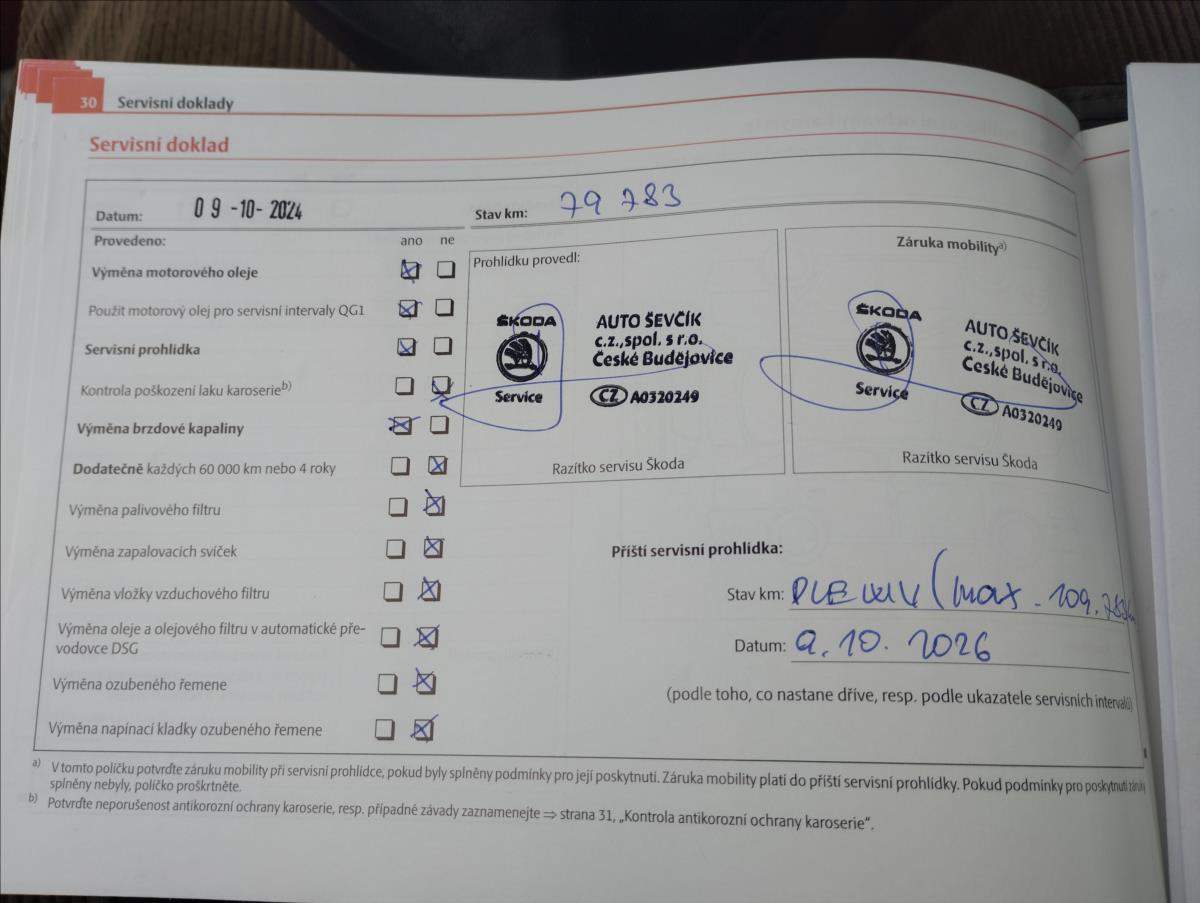 30 Servisní doklady
Servisní doklad
Datum: 09-10-2024
Stav km: 79 783
Provedeno: ano ne
Výměna motorového oleje
Použit motorový olej pro servisní intervaly QG1
Servisní prohlídka
Kontrola poškození laku karoserie b)
Výměna brzdové kapaliny
Dodatečně každých 60 000 km nebo 4 roky
Výměna palivového filtru
Výměna zapalovacích svíček
Výměna vložky vzduchového filtru
Výměna oleje a olejového filtru v automatické pře-
vodovce DSG
Výměna ozubeného řemene
Výměna napínací kladky ozubeného řemene
Prohlídku provedl:
ŠKODA
Service
AUTO ŠEVČÍK
c.z.,spol. s r.o.
České Budějovice
CZ A0320249
Razítko servisu Škoda
Záruka mobility a)
ŠKODA
Service
AUTO ŠEVČÍK
c.z.,spol. s r.o.
České Budějovice
CZ A0320249
Razítko servisu Škoda
Příští servisní prohlídka:
Stav km: (max. 109.783
Datum: 9.10. 2026
(podle toho, co nastane dříve, resp. podle ukazatele servisních intervalů)
a) V tomto políčku potvrďte záruku mobility při servisní prohlídce, pokud byly splněny podmínky pro její poskytnutí. Záruka mobility platí do příští servisní prohlídky. Pokud podmínky pro poskytnutí záruky
splněny nebyly, políčko proškrtněte.
b) Potvrďte neporušenost antikorozní ochrany karoserie, resp. případné závady zaznamenejte ⇒ strana 31, „Kontrola antikorozní ochrany karoserie“.